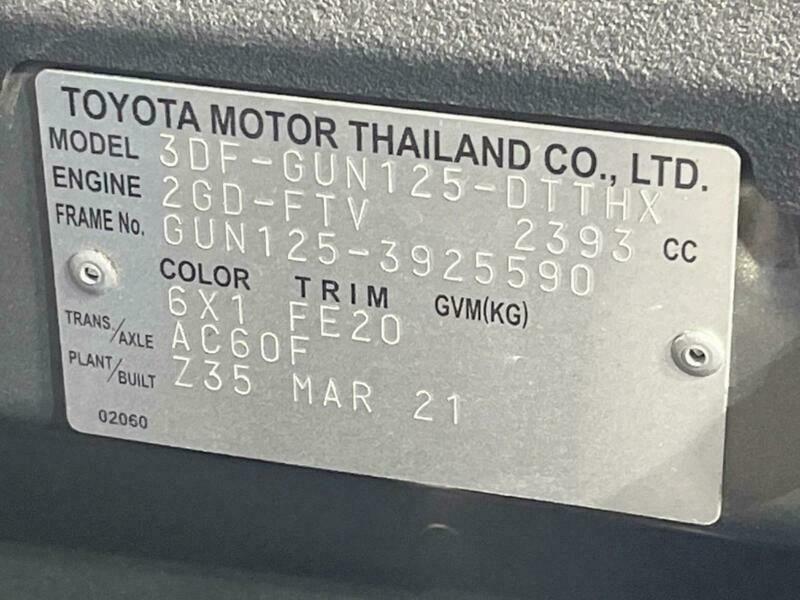 TOYOTA MOTOR THAILAND CO., LTD.
MODEL 3DF-GUN125-DTTHX
ENGINE 2GD-FTV 2393 CC
FRAME No. GUN125-3925590
COLOR TRIM GVM(KG)
6X1 FE20
TRANS./AXLE AC60F
PLANT/BUILT Z35 MAR 21
02060